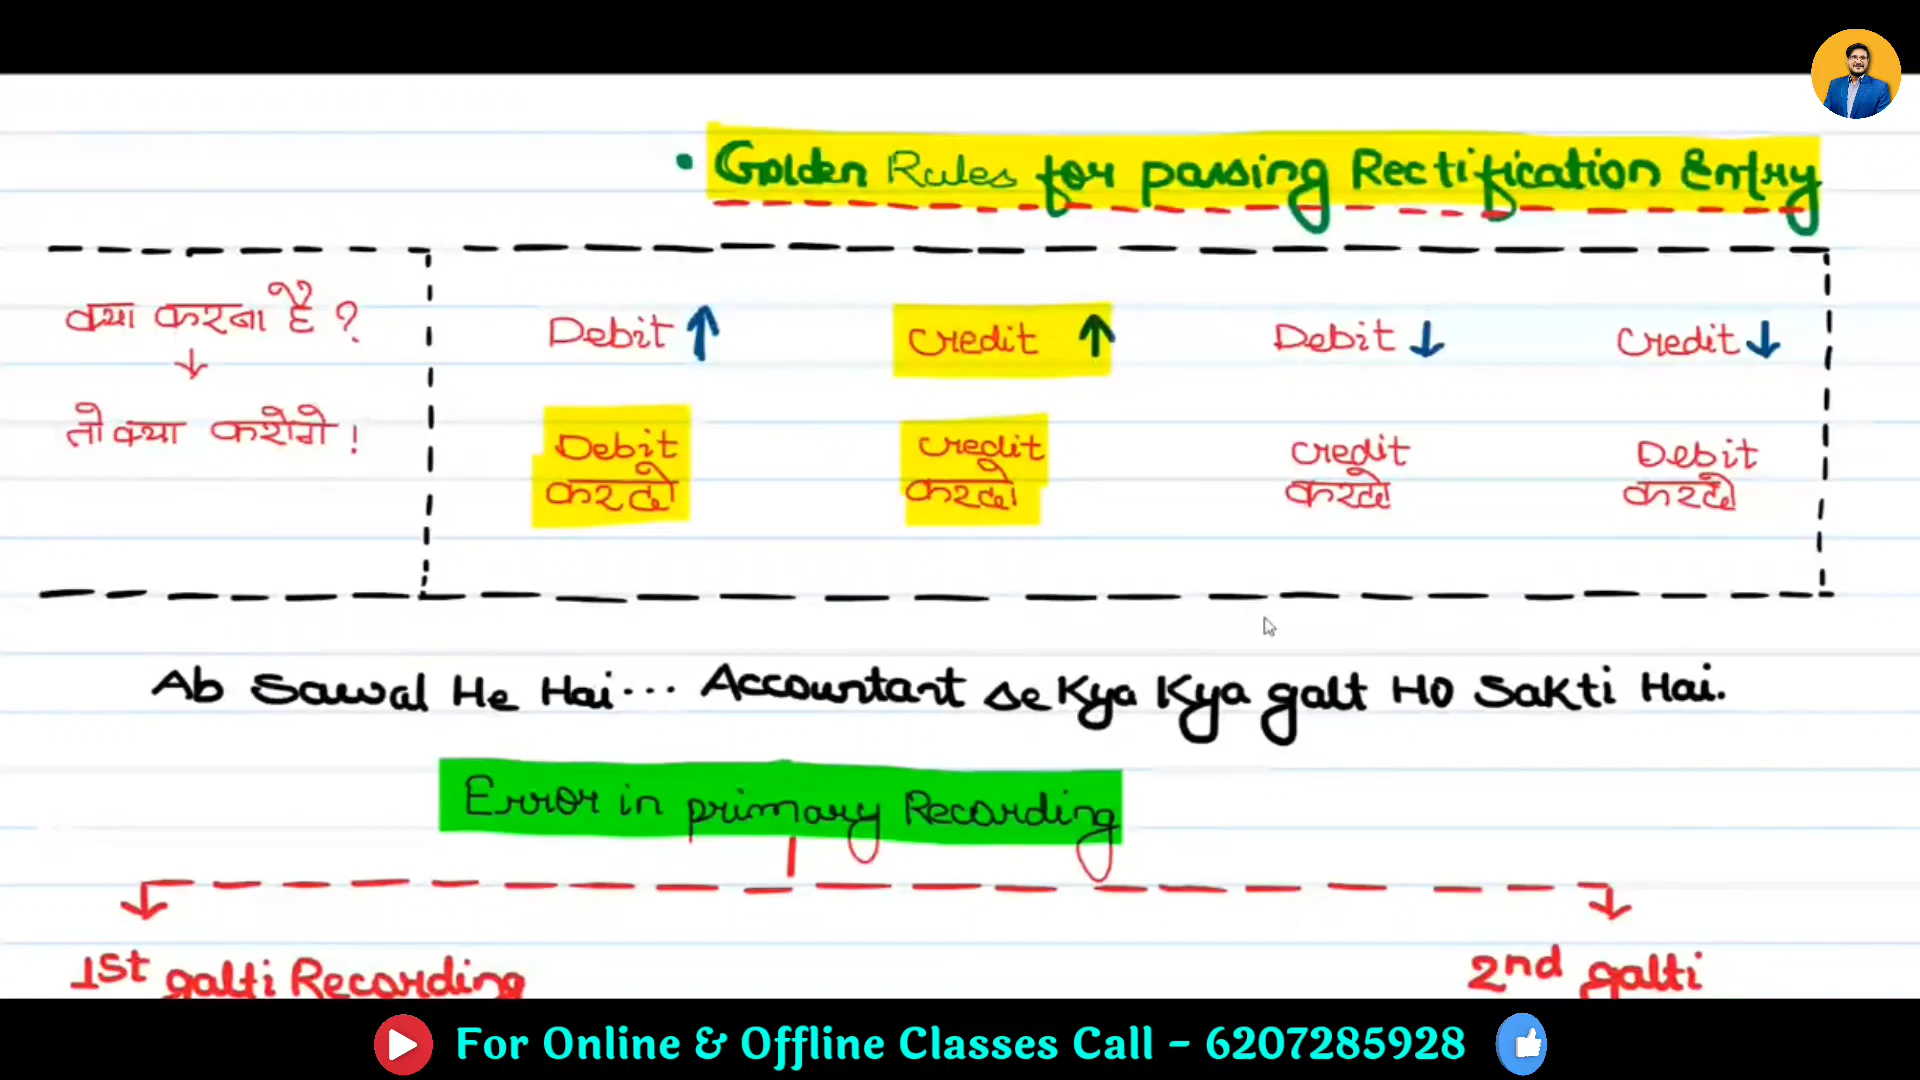 • Golden Rules for passing Rectification Entry
क्या करना है ?
तो क्या करोगे !
Debit ↑ Credit ↑ Debit ↓ Credit ↓
Debit करदो Credit करदो Credit करदो Debit करदो
Ab Sawal He Hai... Accountant se Kya Kya galt Ho Sakti Hai.
Error in primary Recording
1st galti Recording
2nd galti
For Online & Offline Classes Call - 6207285928